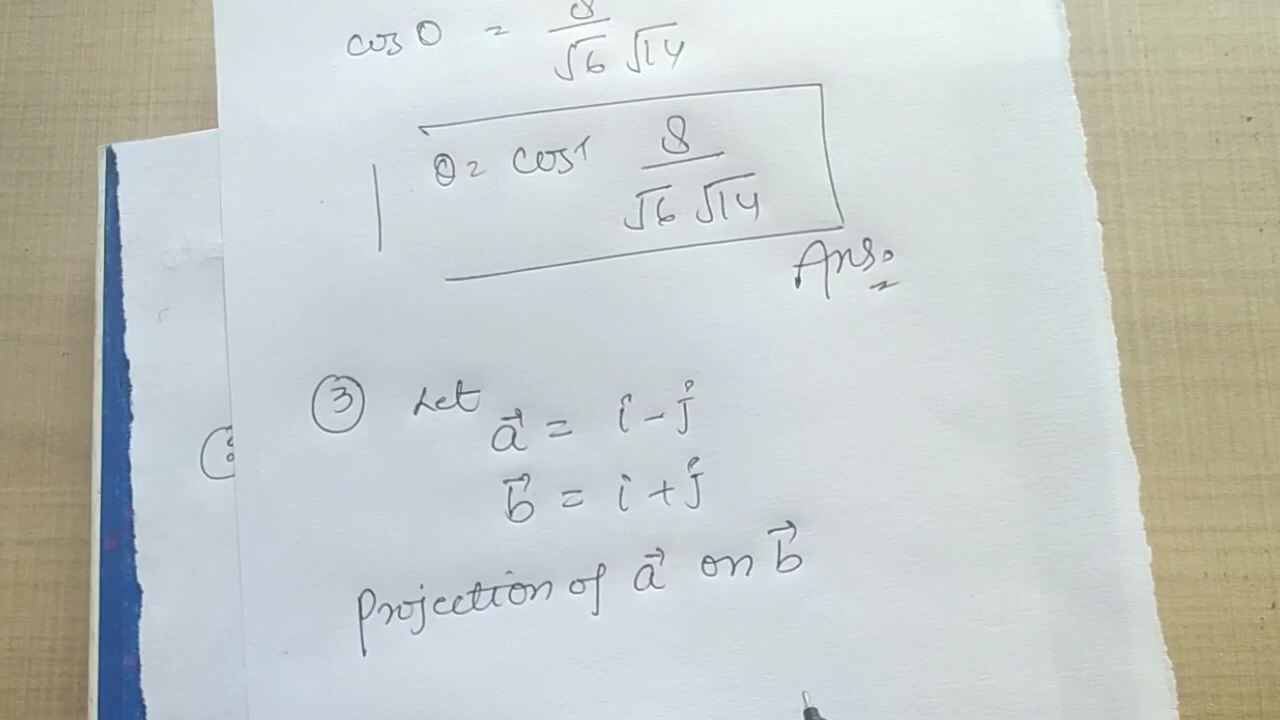 cos θ = 8/√6 √14
θ = cos⁻¹ 8/√6 √14
Ans.
③ Let
a⃗ = i - j
b⃗ = i + j
Projection of a⃗ on b⃗